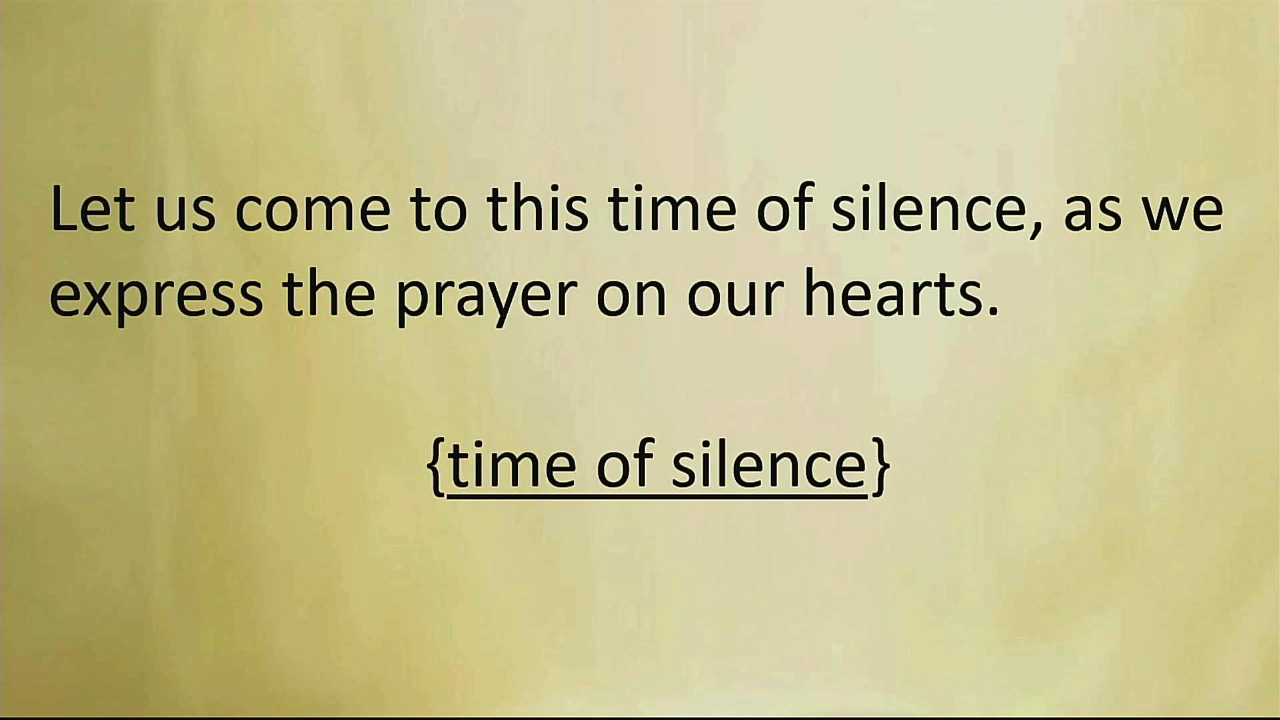 Let us come to this time of silence, as we
express the prayer on our hearts.
{time of silence}